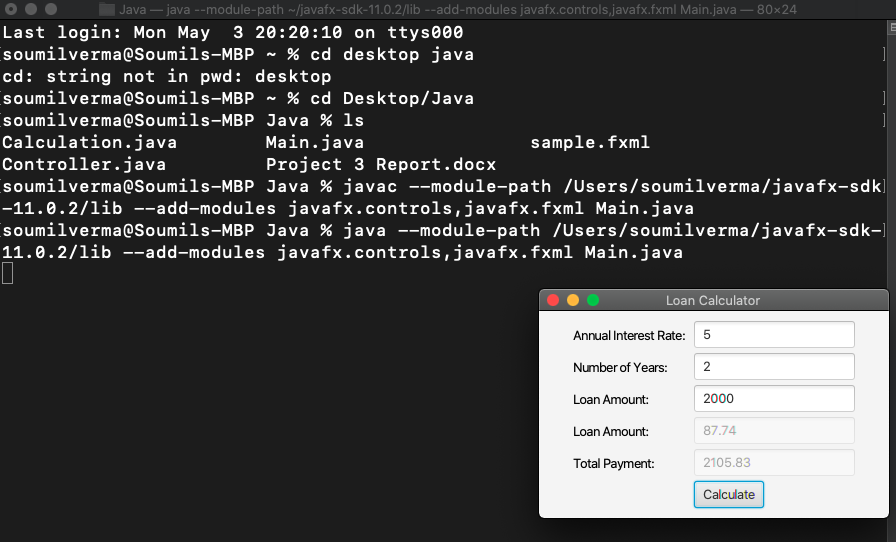 Java — java --module-path ~/javafx-sdk-11.0.2/lib --add-modules javafx.controls,javafx.fxml Main.java — 80×24
Last login: Mon May  3 20:20:10 on ttys000
[soumilverma@Soumils-MBP ~ % cd desktop java ]
cd: string not in pwd: desktop
[soumilverma@Soumils-MBP ~ % cd Desktop/Java ]
[soumilverma@Soumils-MBP Java % ls ]
Calculation.java Main.java sample.fxml
Controller.java Project 3 Report.docx
[soumilverma@Soumils-MBP Java % javac --module-path /Users/soumilverma/javafx-sdk]
-11.0.2/lib --add-modules javafx.controls,javafx.fxml Main.java
[soumilverma@Soumils-MBP Java % java --module-path /Users/soumilverma/javafx-sdk-]
11.0.2/lib --add-modules javafx.controls,javafx.fxml Main.java
Loan Calculator
Annual Interest Rate: 5
Number of Years: 2
Loan Amount: 2000
Loan Amount: 87.74
Total Payment: 2105.83
Calculate